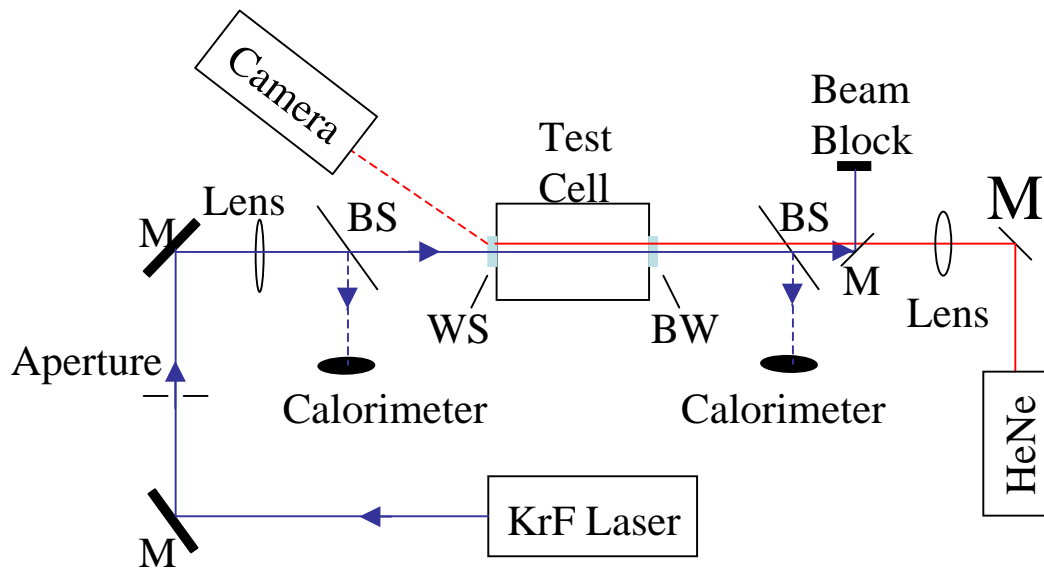 Camera
Beam
Block
Test
Cell
M
Lens
BS
BS
M
M
WS
BW
Lens
Aperture
Calorimeter
Calorimeter
HeNe
KrF Laser
M